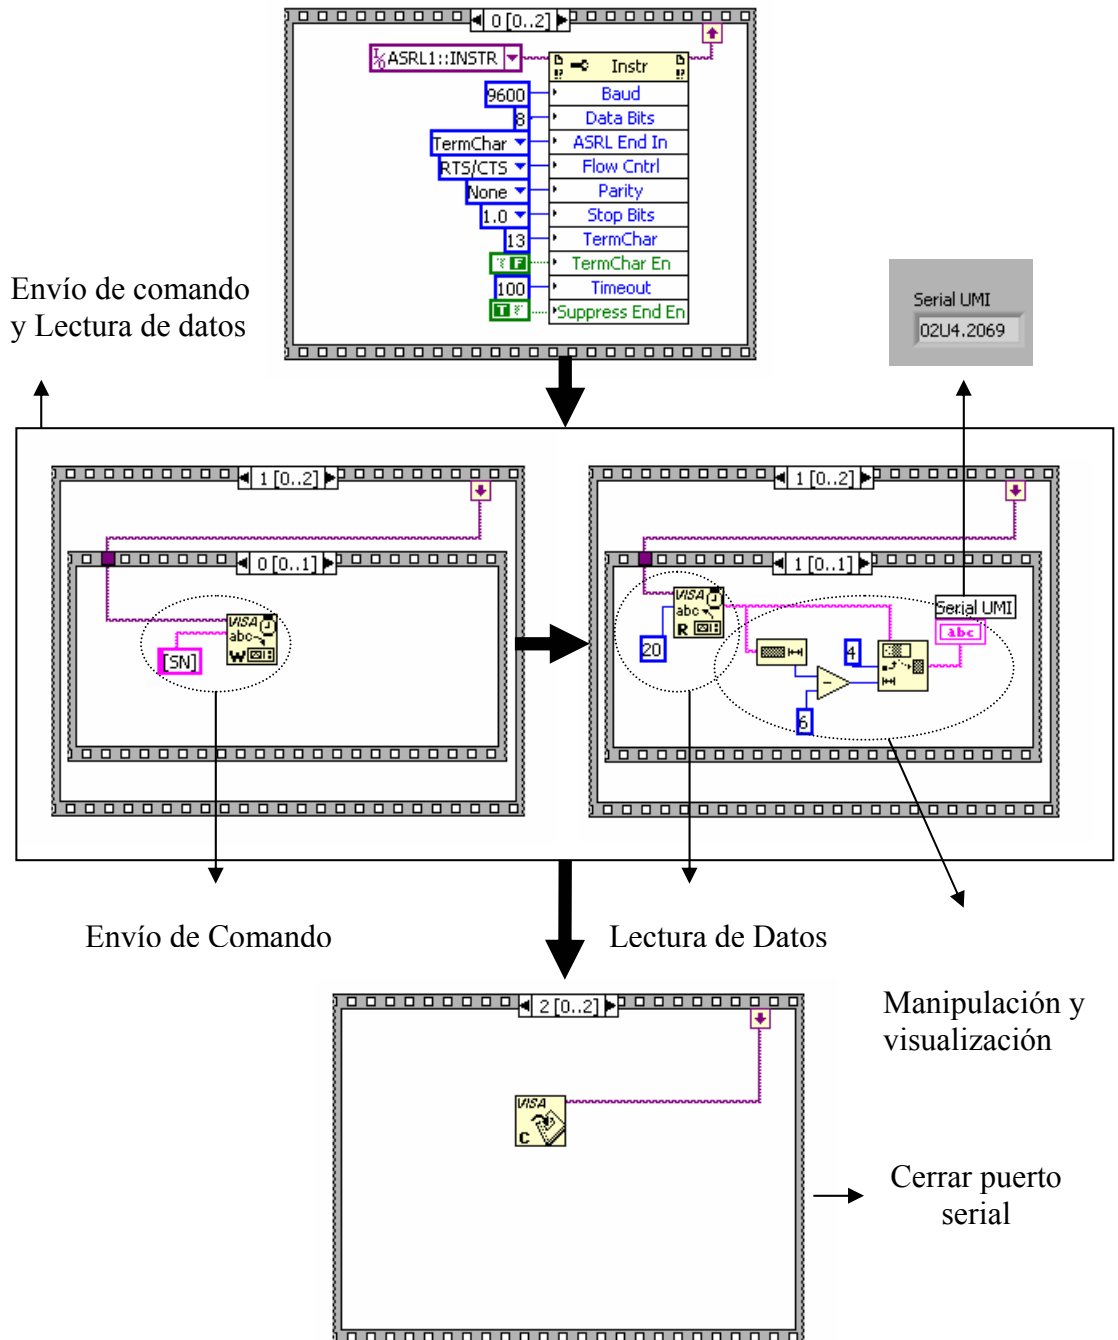 0 [0..2]
ASRL1::INSTR
Instr
9600
Baud
8
Data Bits
TermChar
ASRL End In
RTS/CTS
Flow Cntrl
None
Parity
1.0
Stop Bits
13
TermChar
F
TermChar En
100
Timeout
T
Suppress End En
Envío de comando
y Lectura de datos
Serial UMI
02U4.2069
1 [0..2]
0 [0..1]
VISA
abc
W
[SN]
1 [0..2]
1 [0..1]
VISA
abc
R
20
4
6
Serial UMI
abc
Envío de Comando
Lectura de Datos
Manipulación y
visualización
2 [0..2]
VISA
C
Cerrar puerto
serial